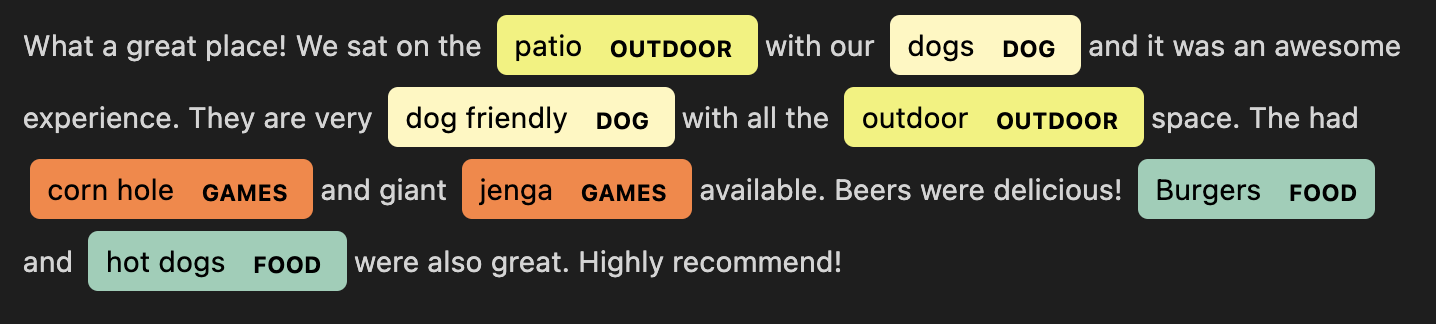 What a great place! We sat on the patio OUTDOOR with our dogs DOG and it was an awesome
experience. They are very dog friendly DOG with all the outdoor OUTDOOR space. The had
corn hole GAMES and giant jenga GAMES available. Beers were delicious! Burgers FOOD
and hot dogs FOOD were also great. Highly recommend!